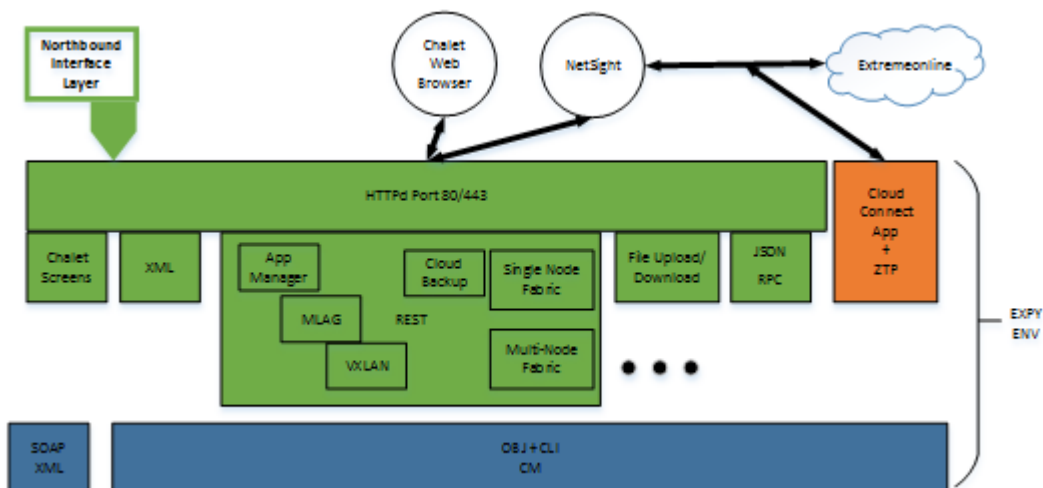 Northbound
Interface
Layer
Chalet
Web
Browser
NetSight
Extremeonline
HTTPd Port 80/443
Cloud
Connect
App
+
ZTP
Chalet
Screens
XML
App
Manager
Cloud
Backup
Single Node
Fabric
File Upload/
Download
JSON
RPC
MLAG
REST
VXLAN
Multi-Node
Fabric
EXPY
ENV
SOAP
XML
OBJ + CLI
CM